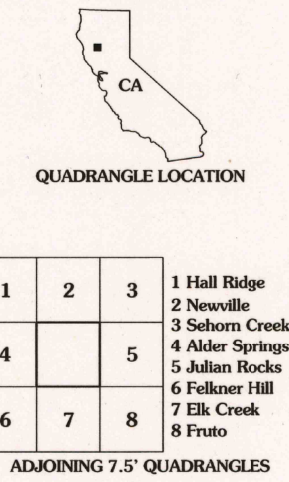 CA
QUADRANGLE LOCATION
1 2 3
4 5
6 7 8
1 Hall Ridge
2 Newville
3 Sehorn Creek
4 Alder Springs
5 Julian Rocks
6 Felkner Hill
7 Elk Creek
8 Fruto
ADJOINING 7.5' QUADRANGLES